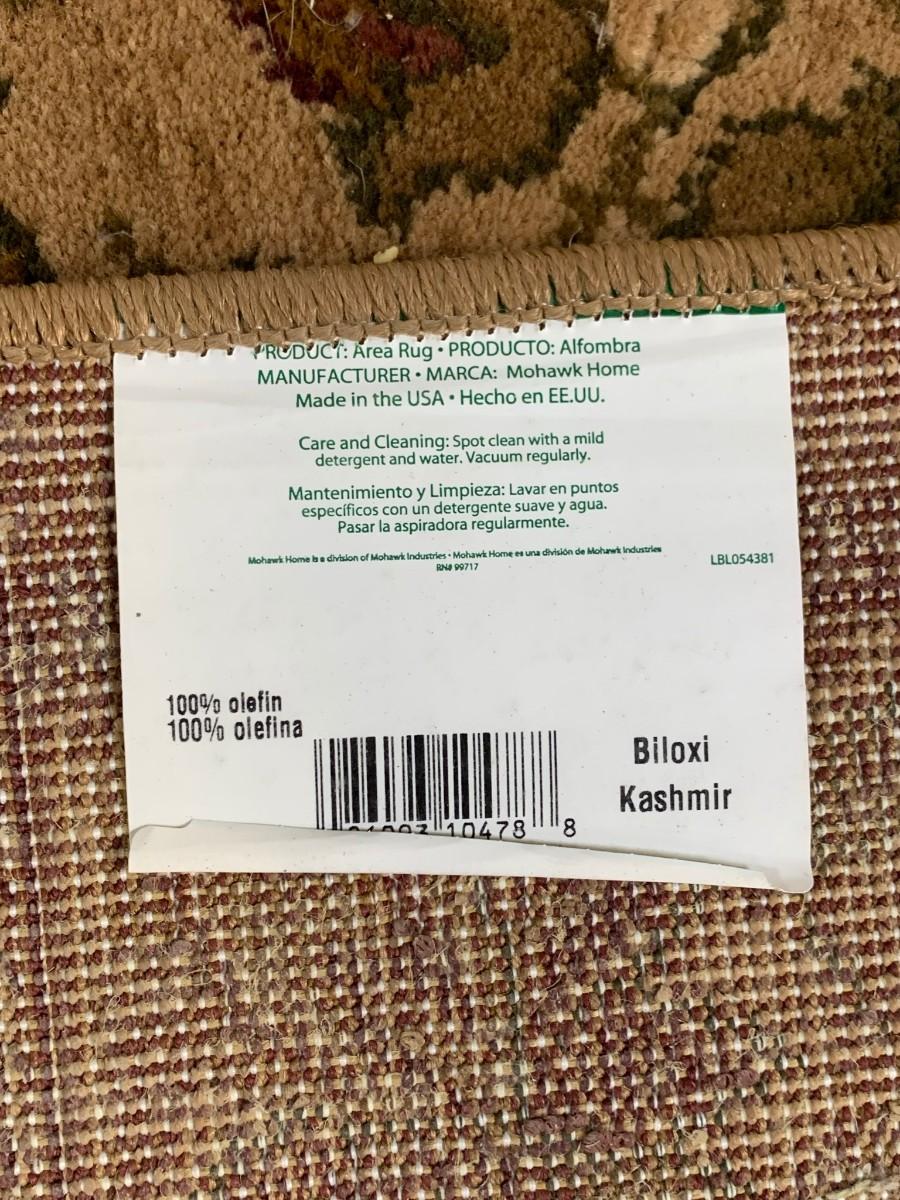 PRODUCT: Area Rug • PRODUCTO: Alfombra
MANUFACTURER • MARCA: Mohawk Home
Made in the USA • Hecho en EE.UU.
Care and Cleaning: Spot clean with a mild
detergent and water. Vacuum regularly.
Mantenimiento y Limpieza: Lavar en puntos
específicos con un detergente suave y agua.
Pasar la aspiradora regularmente.
Mohawk Home is a division of Mohawk Industries • Mohawk Home es una división de Mohawk Industries
RN# 99717
LBL054381
100% olefin
100% olefina
Biloxi
Kashmir
10478 8